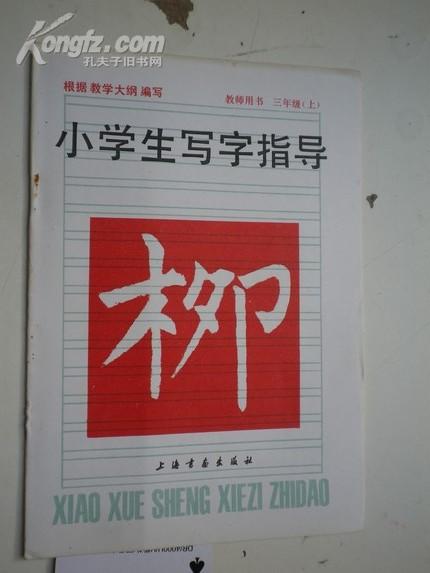 Kongfz.com
孔夫子旧书网
根据教学大纲编写
教师用书 三年级(上)
小学生写字指导
柳
上海书画出版社
XIAO XUE SHENG XIEZI ZHIDAO